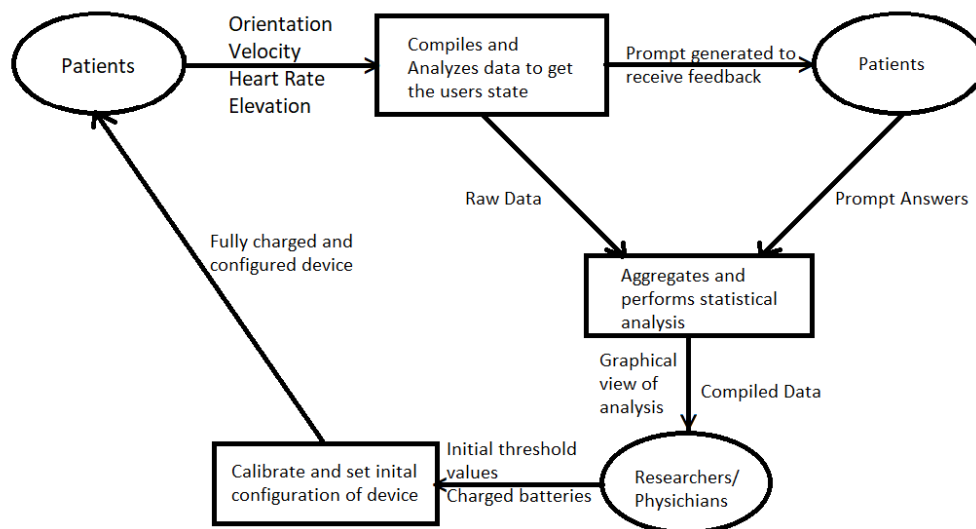 Patients
Orientation
Velocity
Heart Rate
Elevation
Compiles and
Analyzes data to get
the users state
Prompt generated to
receive feedback
Patients
Raw Data
Prompt Answers
Fully charged and
configured device
Aggregates and
performs statistical
analysis
Graphical
view of
analysis
Compiled Data
Calibrate and set inital
configuration of device
Initial threshold
values
Charged batteries
Researchers/
Physichians